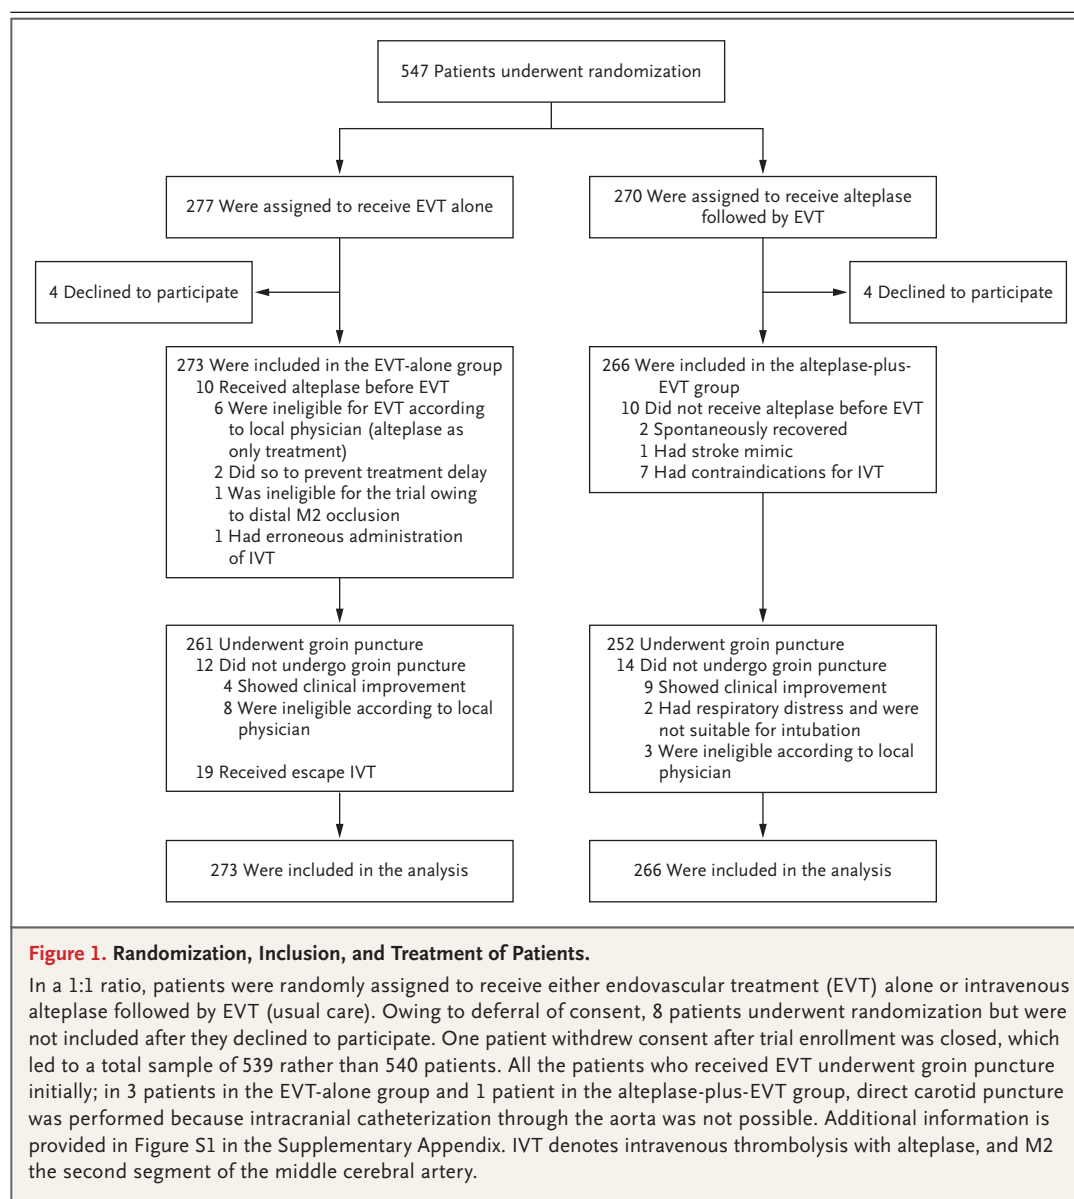 547 Patients underwent randomization
277 Were assigned to receive EVT alone
270 Were assigned to receive alteplase
followed by EVT
4 Declined to participate
4 Declined to participate
273 Were included in the EVT-alone group
10 Received alteplase before EVT
6 Were ineligible for EVT according
to local physician (alteplase as
only treatment)
2 Did so to prevent treatment delay
1 Was ineligible for the trial owing
to distal M2 occlusion
1 Had erroneous administration
of IVT
266 Were included in the alteplase-plus-
EVT group
10 Did not receive alteplase before EVT
2 Spontaneously recovered
1 Had stroke mimic
7 Had contraindications for IVT
261 Underwent groin puncture
12 Did not undergo groin puncture
4 Showed clinical improvement
8 Were ineligible according to local
physician
19 Received escape IVT
252 Underwent groin puncture
14 Did not undergo groin puncture
9 Showed clinical improvement
2 Had respiratory distress and were
not suitable for intubation
3 Were ineligible according to local
physician
273 Were included in the analysis
266 Were included in the analysis
Figure 1. Randomization, Inclusion, and Treatment of Patients.
In a 1:1 ratio, patients were randomly assigned to receive either endovascular treatment (EVT) alone or intravenous
alteplase followed by EVT (usual care). Owing to deferral of consent, 8 patients underwent randomization but were
not included after they declined to participate. One patient withdrew consent after trial enrollment was closed, which
led to a total sample of 539 rather than 540 patients. All the patients who received EVT underwent groin puncture
initially; in 3 patients in the EVT-alone group and 1 patient in the alteplase-plus-EVT group, direct carotid puncture
was performed because intracranial catheterization through the aorta was not possible. Additional information is
provided in Figure S1 in the Supplementary Appendix. IVT denotes intravenous thrombolysis with alteplase, and M2
the second segment of the middle cerebral artery.